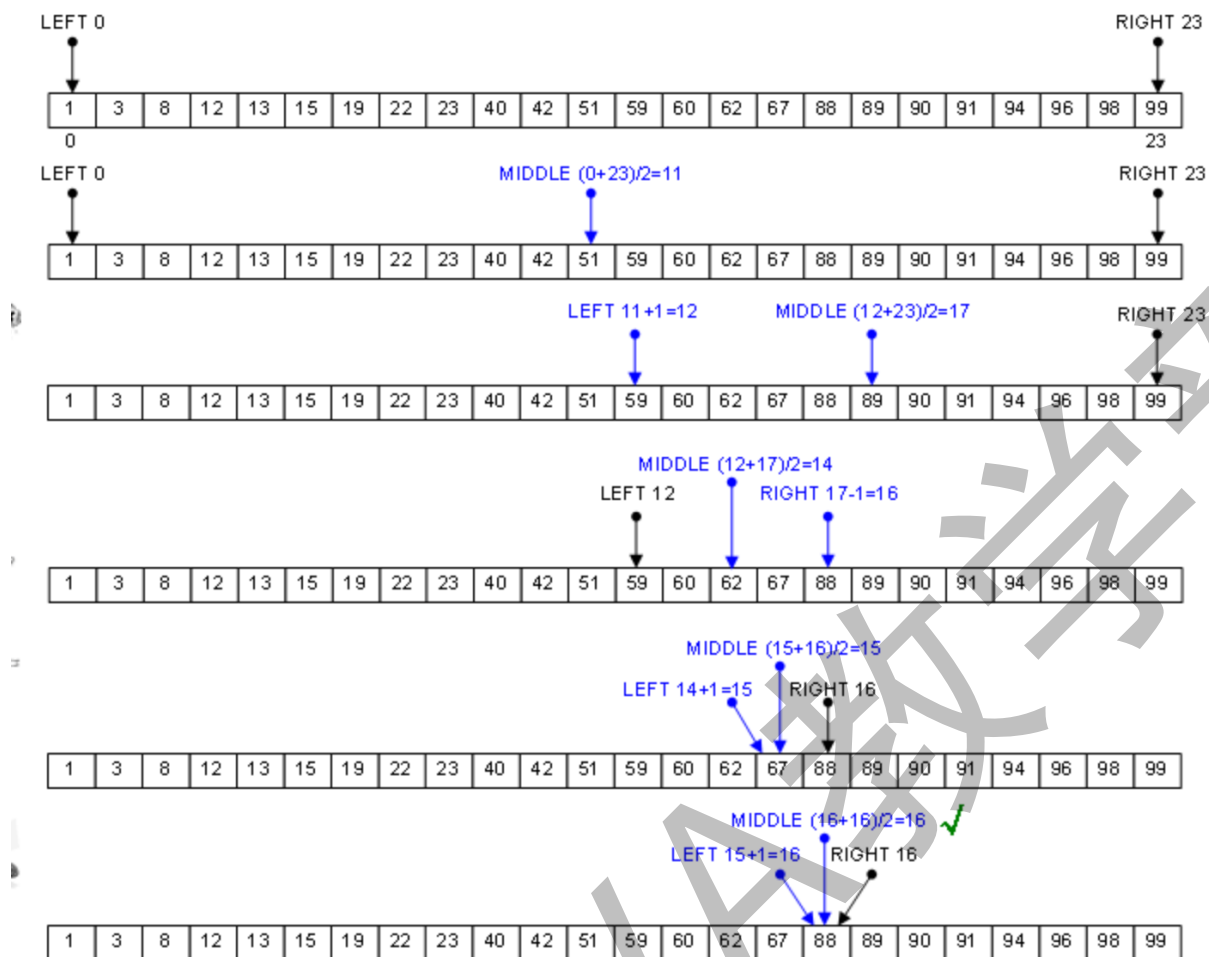 LEFT 0 RIGHT 23
1 3 8 12 13 15 19 22 23 40 42 51 59 60 62 67 88 89 90 91 94 96 98 99
0 23
LEFT 0 MIDDLE (0+23)/2=11 RIGHT 23
1 3 8 12 13 15 19 22 23 40 42 51 59 60 62 67 88 89 90 91 94 96 98 99
LEFT 11+1=12 MIDDLE (12+23)/2=17 RIGHT 23
1 3 8 12 13 15 19 22 23 40 42 51 59 60 62 67 88 89 90 91 94 96 98 99
MIDDLE (12+17)/2=14
LEFT 12 RIGHT 17-1=16
1 3 8 12 13 15 19 22 23 40 42 51 59 60 62 67 88 89 90 91 94 96 98 99
MIDDLE (15+16)/2=15
LEFT 14+1=15 RIGHT 16
1 3 8 12 13 15 19 22 23 40 42 51 59 60 62 67 88 89 90 91 94 96 98 99
MIDDLE (16+16)/2=16 √
LEFT 15+1=16 RIGHT 16
1 3 8 12 13 15 19 22 23 40 42 51 59 60 62 67 88 89 90 91 94 96 98 99
A教学